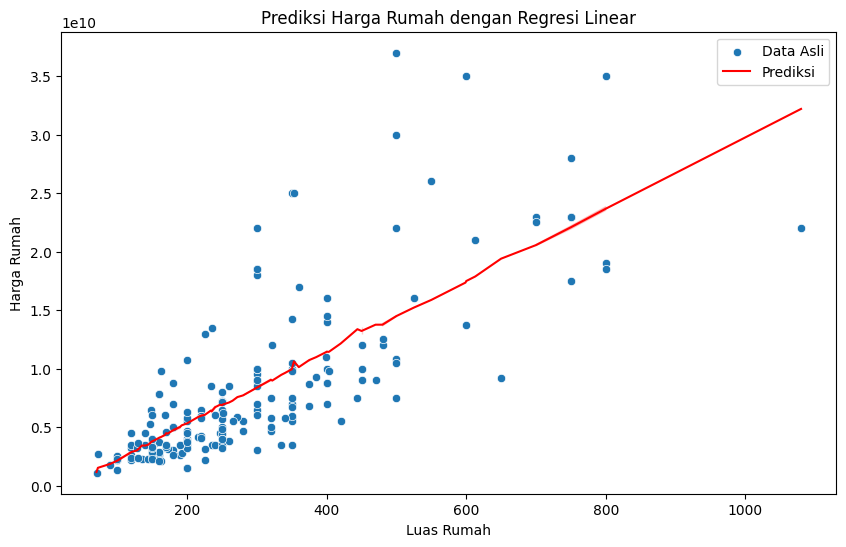 Prediksi Harga Rumah dengan Regresi Linear
1e10
Data Asli
Prediksi
3.5
3.0
2.5
2.0
1.5
1.0
0.5
0.0
Harga Rumah
200 400 600 800 1000
Luas Rumah